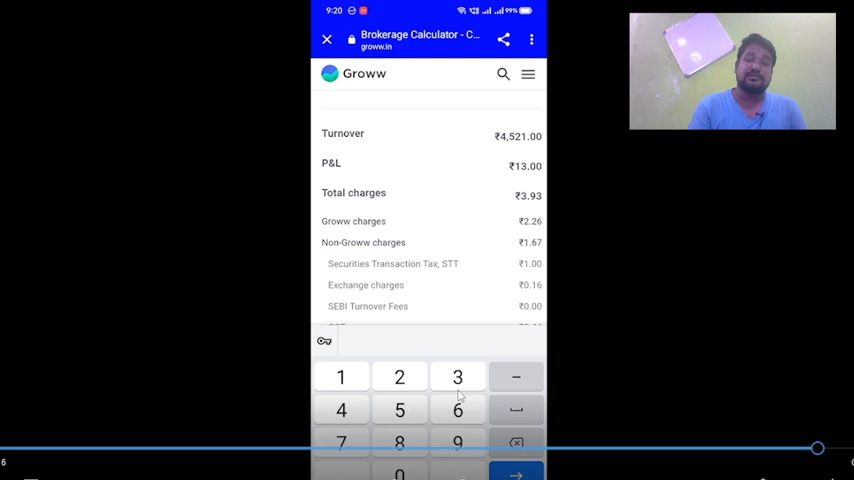 9:20 99%
Brokerage Calculator - C...
groww.in
Groww
Turnover ₹4,521.00
P&L ₹13.00
Total charges ₹3.93
Groww charges ₹2.26
Non-Groww charges ₹1.67
Securities Transaction Tax, STT ₹1.00
Exchange charges ₹0.16
SEBI Turnover Fees ₹0.00
1 2 3 -
4 5 6
7 8 9
6
0